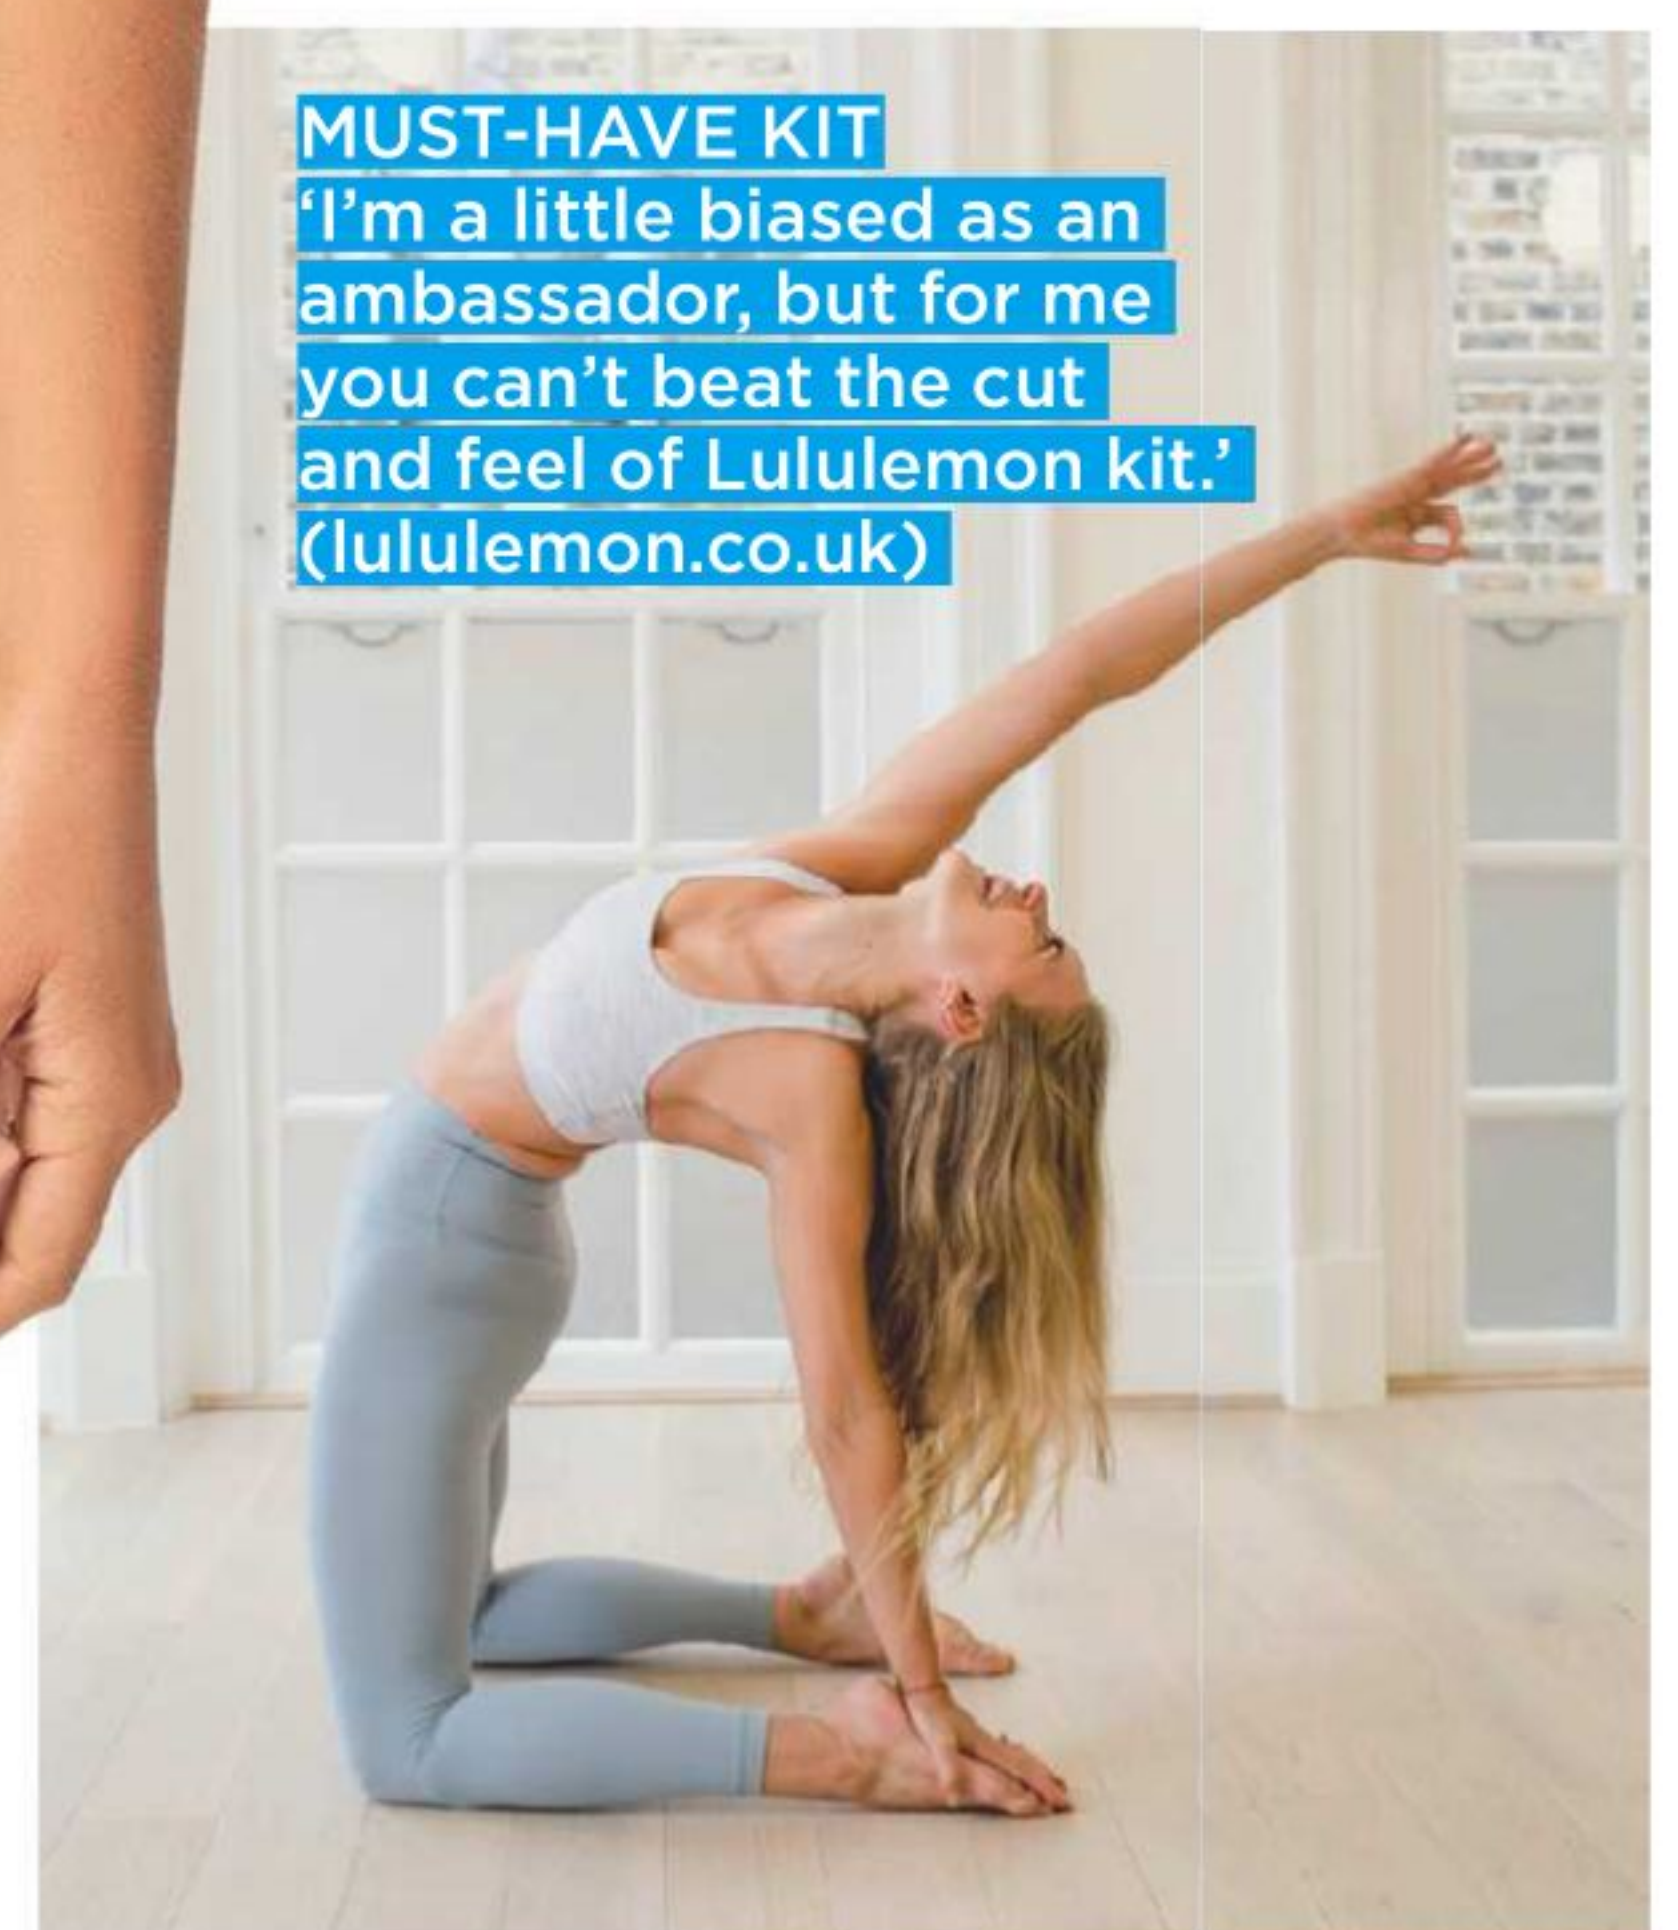 MUST-HAVE KIT
‘I’m a little biased as an
ambassador, but for me
you can’t beat the cut
and feel of Lululemon kit.’
(lululemon.co.uk)